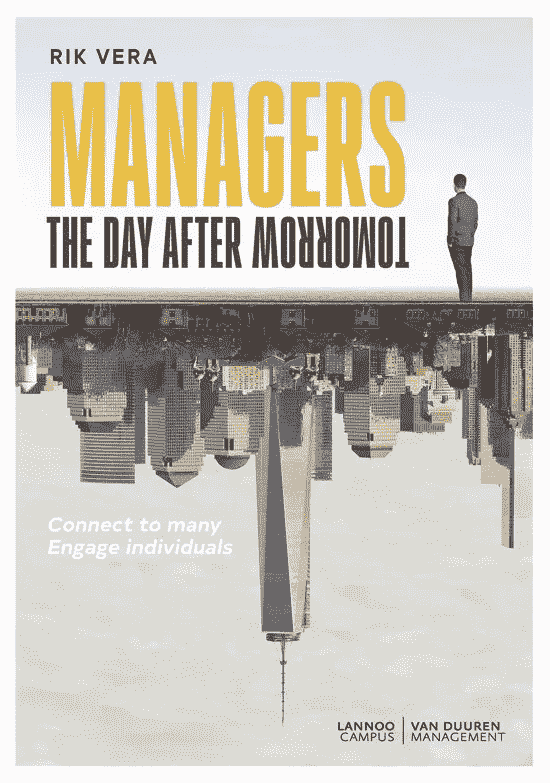 RIK VERA
MANAGERS
THE DAY AFTER TOMORROW
Connect to many
Engage individuals
LANNOO CAMPUS
VAN DUUREN MANAGEMENT